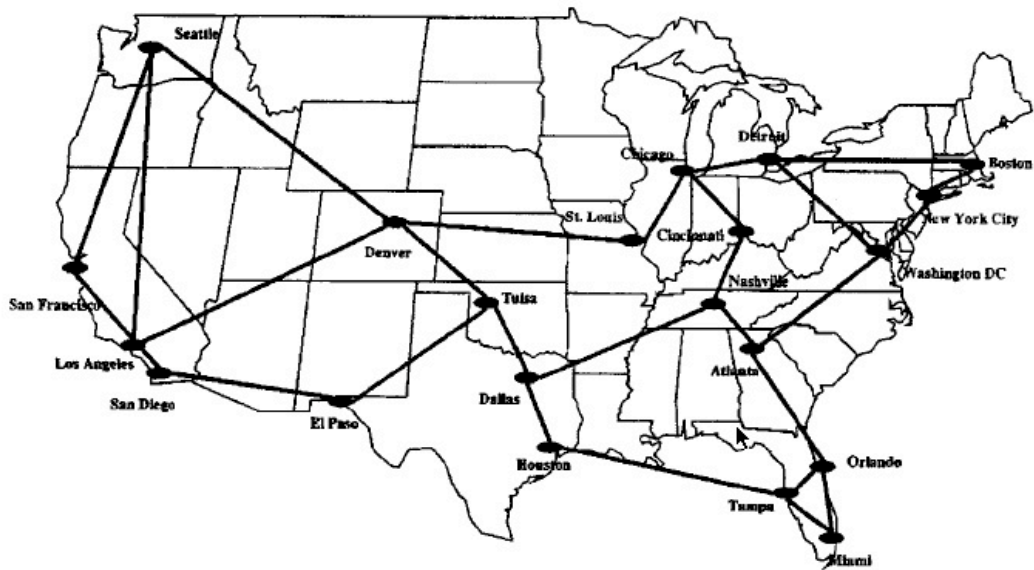 Seattle
Detroit
Chicago
Boston
St. Louis
Cincinnati
New York City
Denver
Washington DC
Nashville
San Francisco
Tulsa
Los Angeles
Atlanta
San Diego
Dallas
El Paso
Houston
Orlando
Tampa
Miami